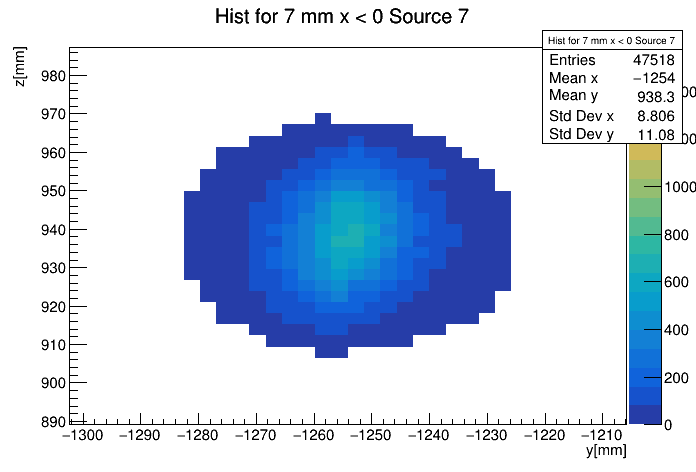 Hist for 7 mm x < 0 Source 7
Hist for 7 mm x < 0 Source 7
Entries 47518
Mean x −1254
Mean y 938.3
Std Dev x 8.806
Std Dev y 11.08
z[mm]
980
970
960
950
940
930
920
910
900
890
−1300 −1290 −1280 −1270 −1260 −1250 −1240 −1230 −1220 −1210
y[mm]
1000
800
600
400
200
0